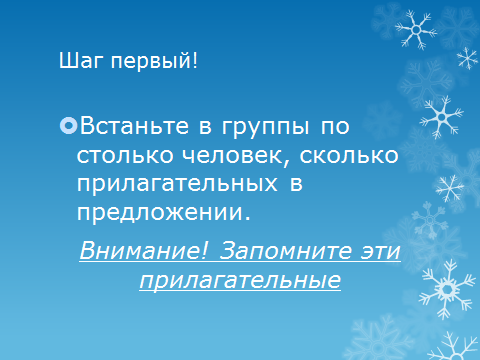 Шаг первый!
Встаньте в группы по
столько человек, сколько
прилагательных в
предложении.
Внимание! Запомните эти
прилагательные